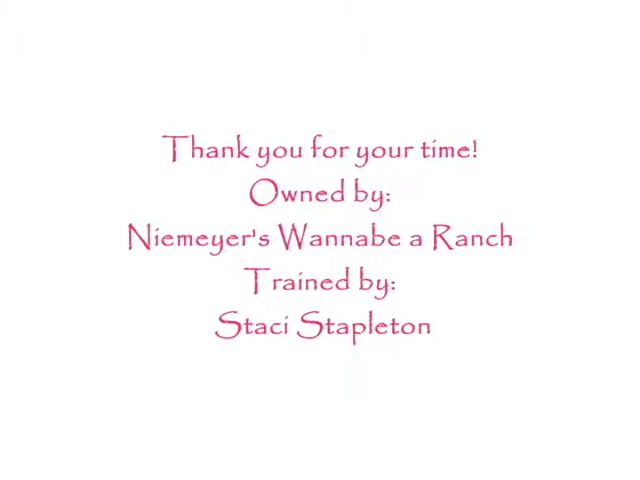 Thank you for your time!
Owned by:
Niemeyer's Wannabe a Ranch
Trained by:
Staci Stapleton